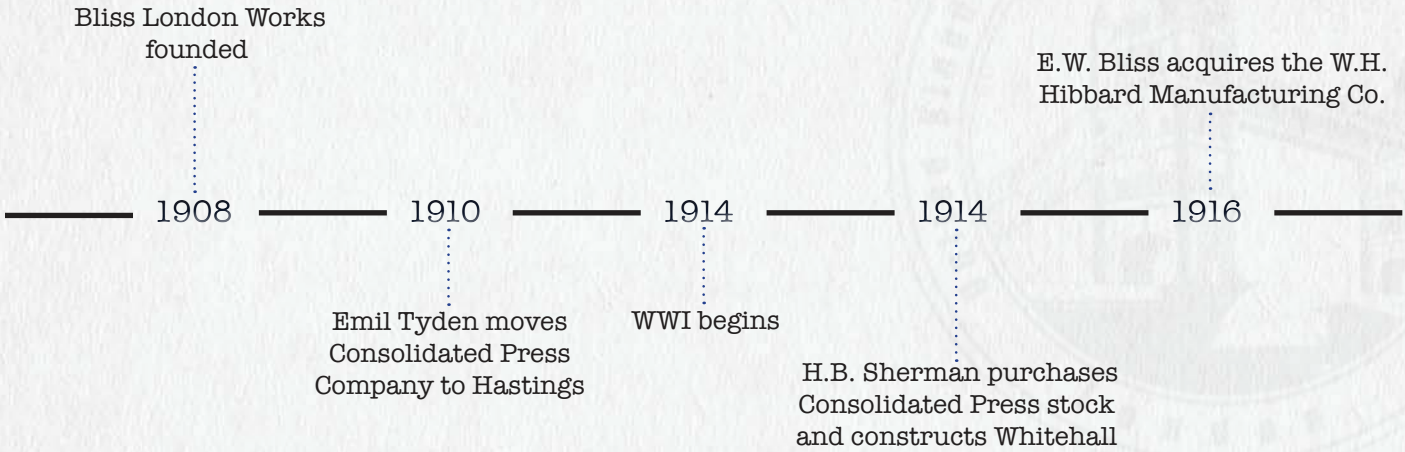 Bliss London Works
founded
E.W. Bliss acquires the W.H.
Hibbard Manufacturing Co.
1908
1910
1914
1914
1916
Emil Tyden moves
Consolidated Press
Company to Hastings
WWI begins
H.B. Sherman purchases
Consolidated Press stock
and constructs Whitehall